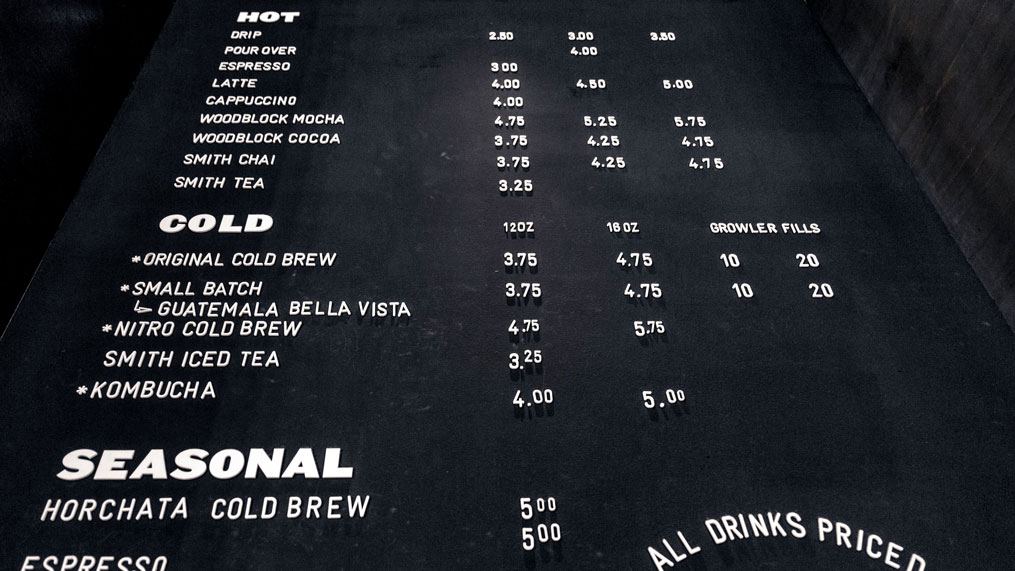 HOT
DRIP 2.50 3.00 3.50
POUR OVER 4.00
ESPRESSO 3 00
LATTE 4.00 4.50 5.00
CAPPUCCINO 4.00
WOODBLOCK MOCHA 4.75 5.25 5.75
WOODBLOCK COCOA 3.75 4.25 4.75
SMITH CHAI 3.75 4.25 4.75
SMITH TEA 3.25
COLD 12OZ 16 OZ GROWLER FILLS
*ORIGINAL COLD BREW 3.75 4.75 10 20
*SMALL BATCH 3.75 4.75 10 20
↳ GUATEMALA BELLA VISTA
*NITRO COLD BREW 4.75 5.75
SMITH ICED TEA 3.25
*KOMBUCHA 4.00 5.00
SEASONAL
HORCHATA COLD BREW 5 00
5 00
ALL DRINKS PRICED
ESPRESSO